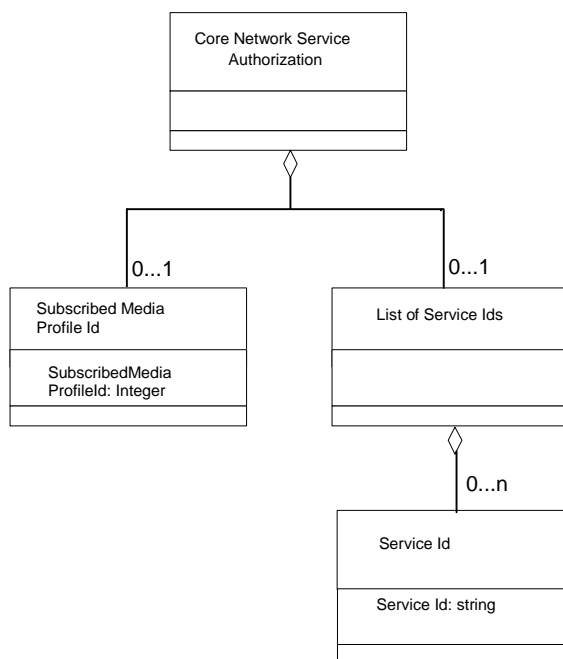 Core Network Service
Authorization
0...1
0...1
Subscribed Media
Profile Id
List of Service Ids
SubscribedMedia
ProfileId: Integer
0...n
Service Id
Service Id: string